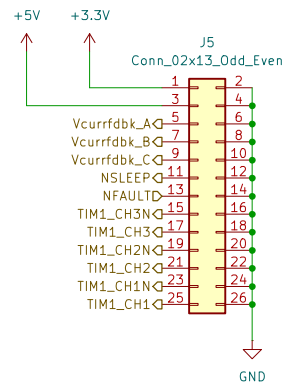 +5V +3.3V
J5
Conn_02x13_Odd_Even
1 2
3 4
Vcurrfdbk_A 5 6
Vcurrfdbk_B 7 8
Vcurrfdbk_C 9 10
NSLEEP 11 12
NFAULT 13 14
TIM1_CH3N 15 16
TIM1_CH3 17 18
TIM1_CH2N 19 20
TIM1_CH2 21 22
TIM1_CH1N 23 24
TIM1_CH1 25 26
GND